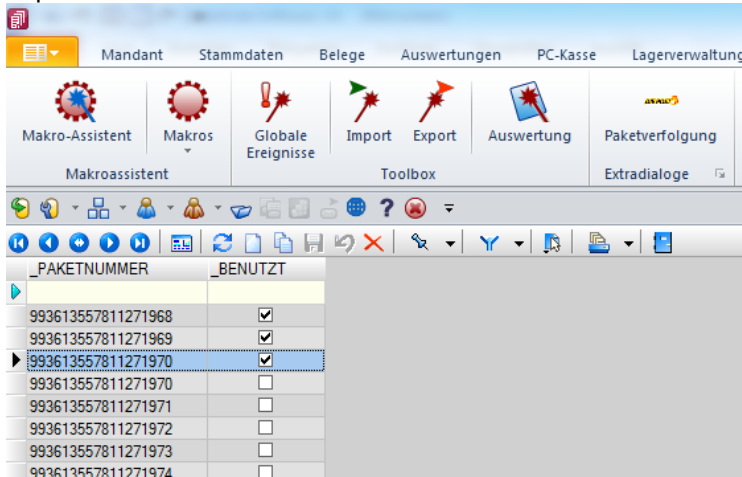 Mandant Stammdaten Belege Auswertungen PC-Kasse Lagerverwaltung
Makro-Assistent Makros Globale Ereignisse Import Export Auswertung Paketverfolgung
Makroassistent Toolbox Extradialoge
_PAKETNUMMER _BENUTZT
993613557811271968
993613557811271969
993613557811271970
993613557811271970
993613557811271971
993613557811271972
993613557811271973
993613557811271974